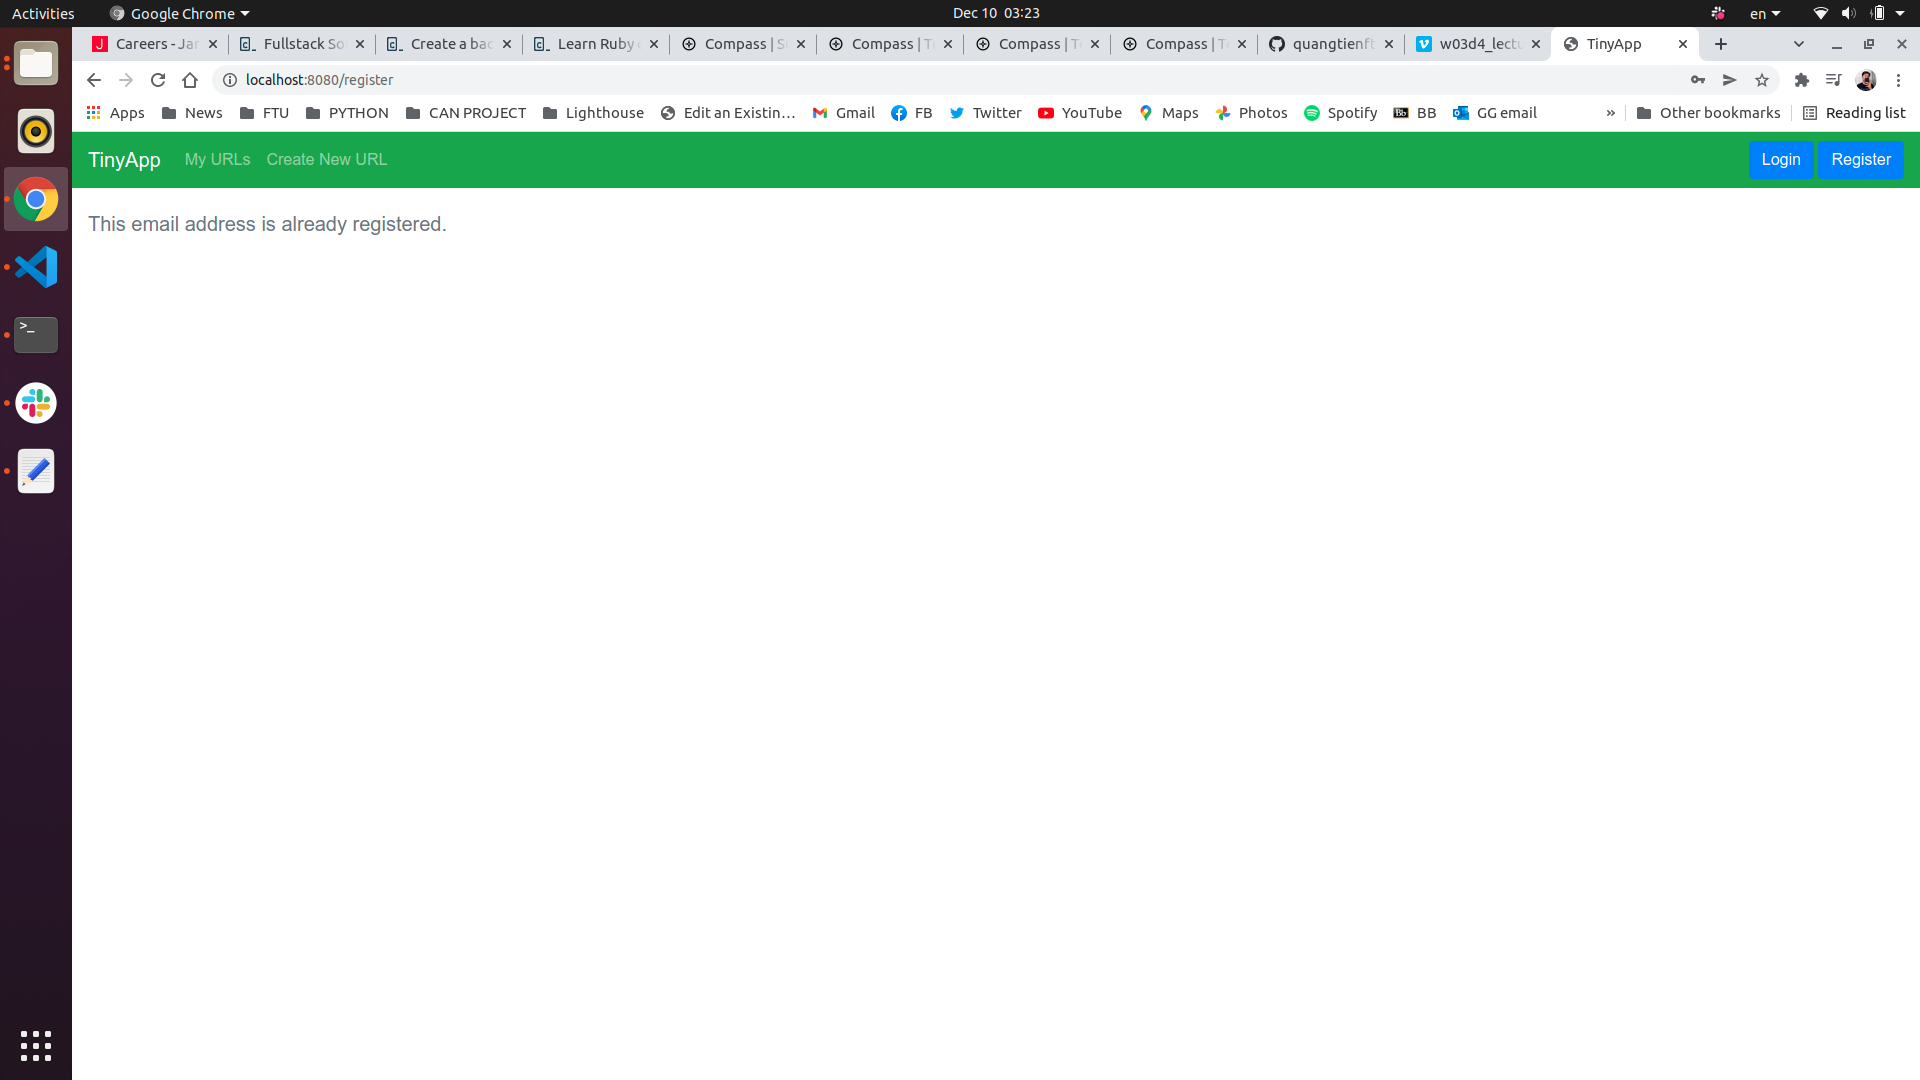 Activities Google Chrome Dec 10 03:23 en
Careers - Jar Fullstack So Create a bac Learn Ruby Compass | S Compass | T Compass | Te Compass | Te quangtienft w03d4_lectu TinyApp
localhost:8080/register
Apps News FTU PYTHON CAN PROJECT Lighthouse Edit an Existin... Gmail FB Twitter YouTube Maps Photos Spotify BB GG email » Other bookmarks Reading list
TinyApp My URLs Create New URL Login Register
This email address is already registered.